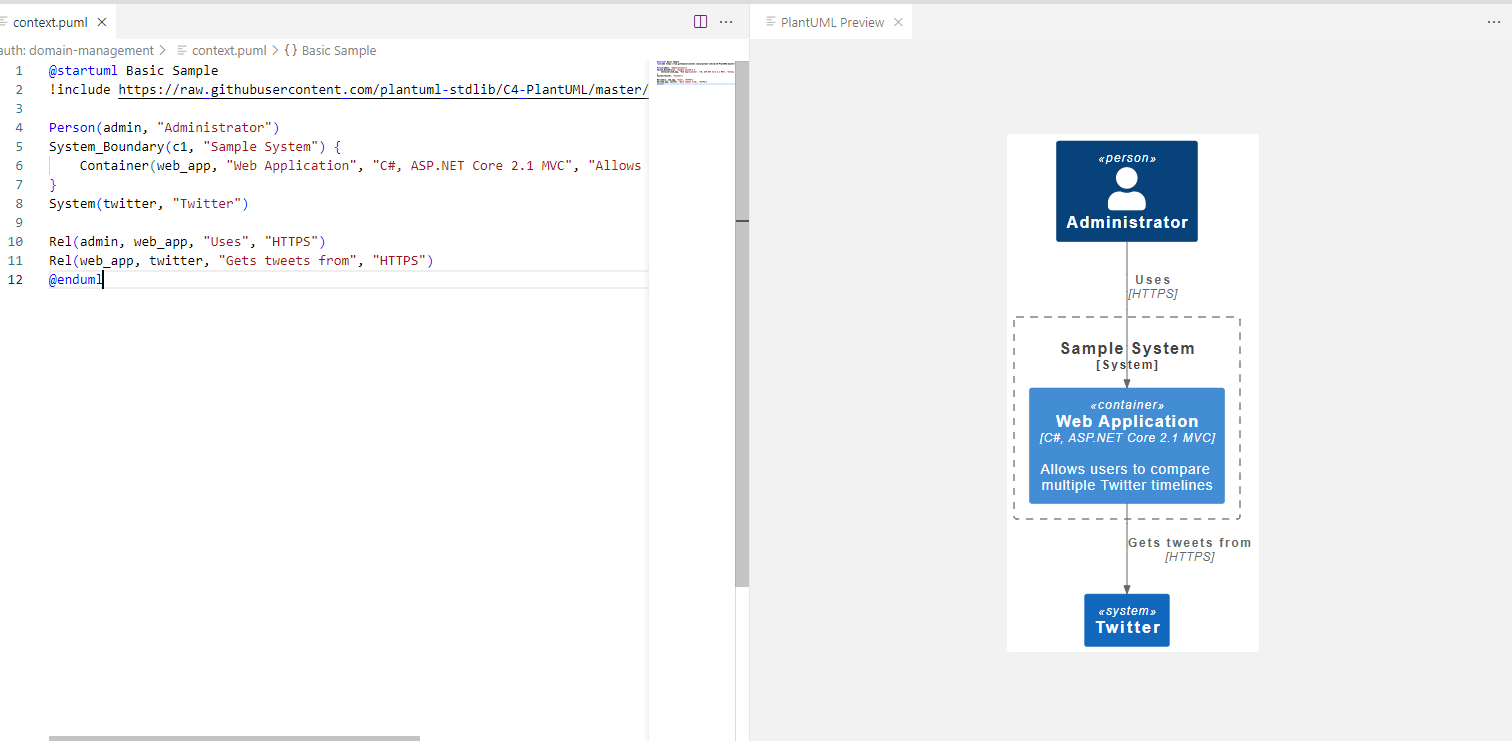 context.puml
auth: domain-management > context.puml > {} Basic Sample
1 @startuml Basic Sample
2 !include https://raw.githubusercontent.com/plantuml-stdlib/C4-PlantUML/master/
3
4 Person(admin, "Administrator")
5 System_Boundary(c1, "Sample System") {
6 Container(web_app, "Web Application", "C#, ASP.NET Core 2.1 MVC", "Allows
7 }
8 System(twitter, "Twitter")
9
10 Rel(admin, web_app, "Uses", "HTTPS")
11 Rel(web_app, twitter, "Gets tweets from", "HTTPS")
12 @enduml
PlantUML Preview
«person»
Administrator
Uses
[HTTPS]
Sample System
[System]
«container»
Web Application
[C#, ASP.NET Core 2.1 MVC]
Allows users to compare
multiple Twitter timelines
Gets tweets from
[HTTPS]
«system»
Twitter